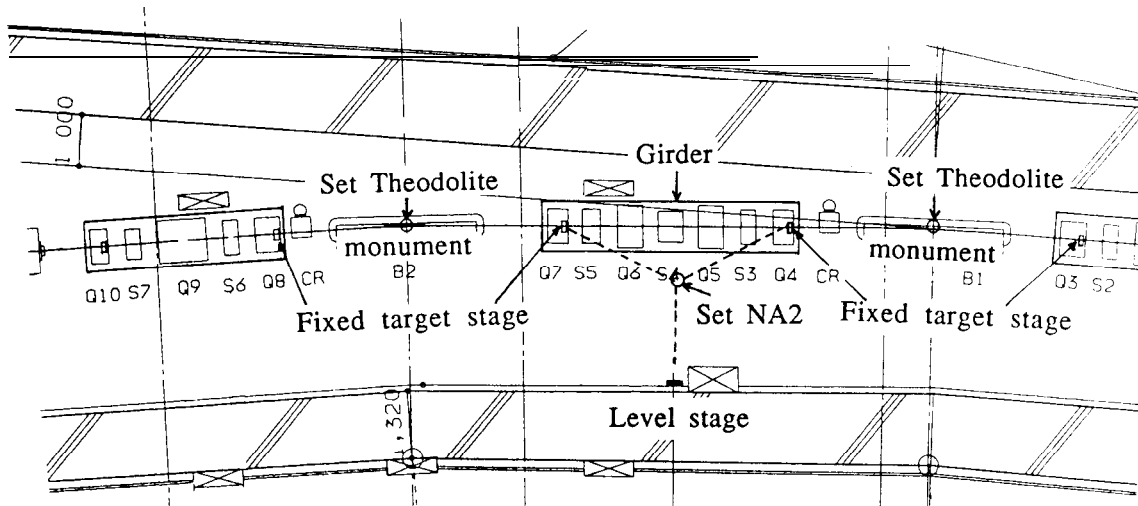 1 000
Girder
Set Theodolite
Set Theodolite
monument
monument
B2
B1
Q10 S7 Q9 S6 Q8 CR
Q7 S5 Q6 S4 Q5 S3 Q4 CR
Q3 S2
Fixed target stage
Set NA2
Fixed target stage
Level stage
1,320